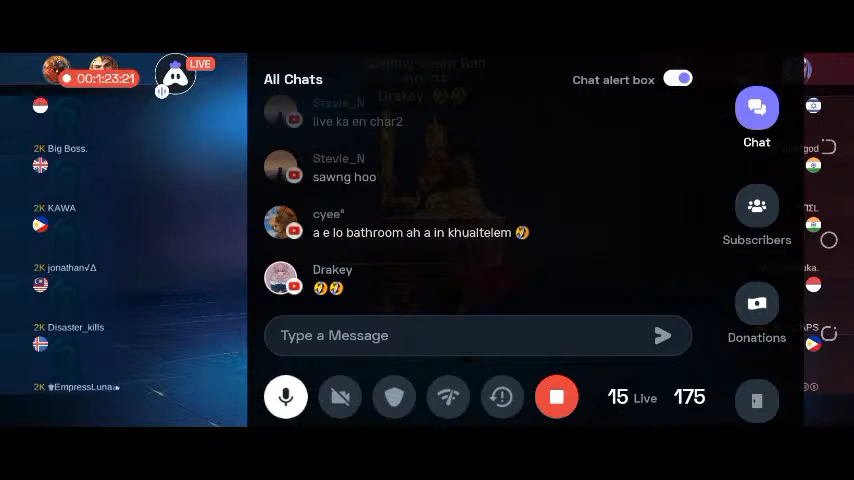 00:1:23:21
LIVE
All Chats
Chat alert box
Stevie_N
live ka en char2
Stevie_N
sawng hoo
cyee°
a e lo bathroom ah a in khualtelem 🤣
Drakey
🤣🤣
Type a Message
15 Live 175
Chat
Subscribers
Donations
2K Big Boss.
2K KAWA
2K jonathan√Δ
2K Disaster_kills
2K ♛EmpressLuna
Drakey